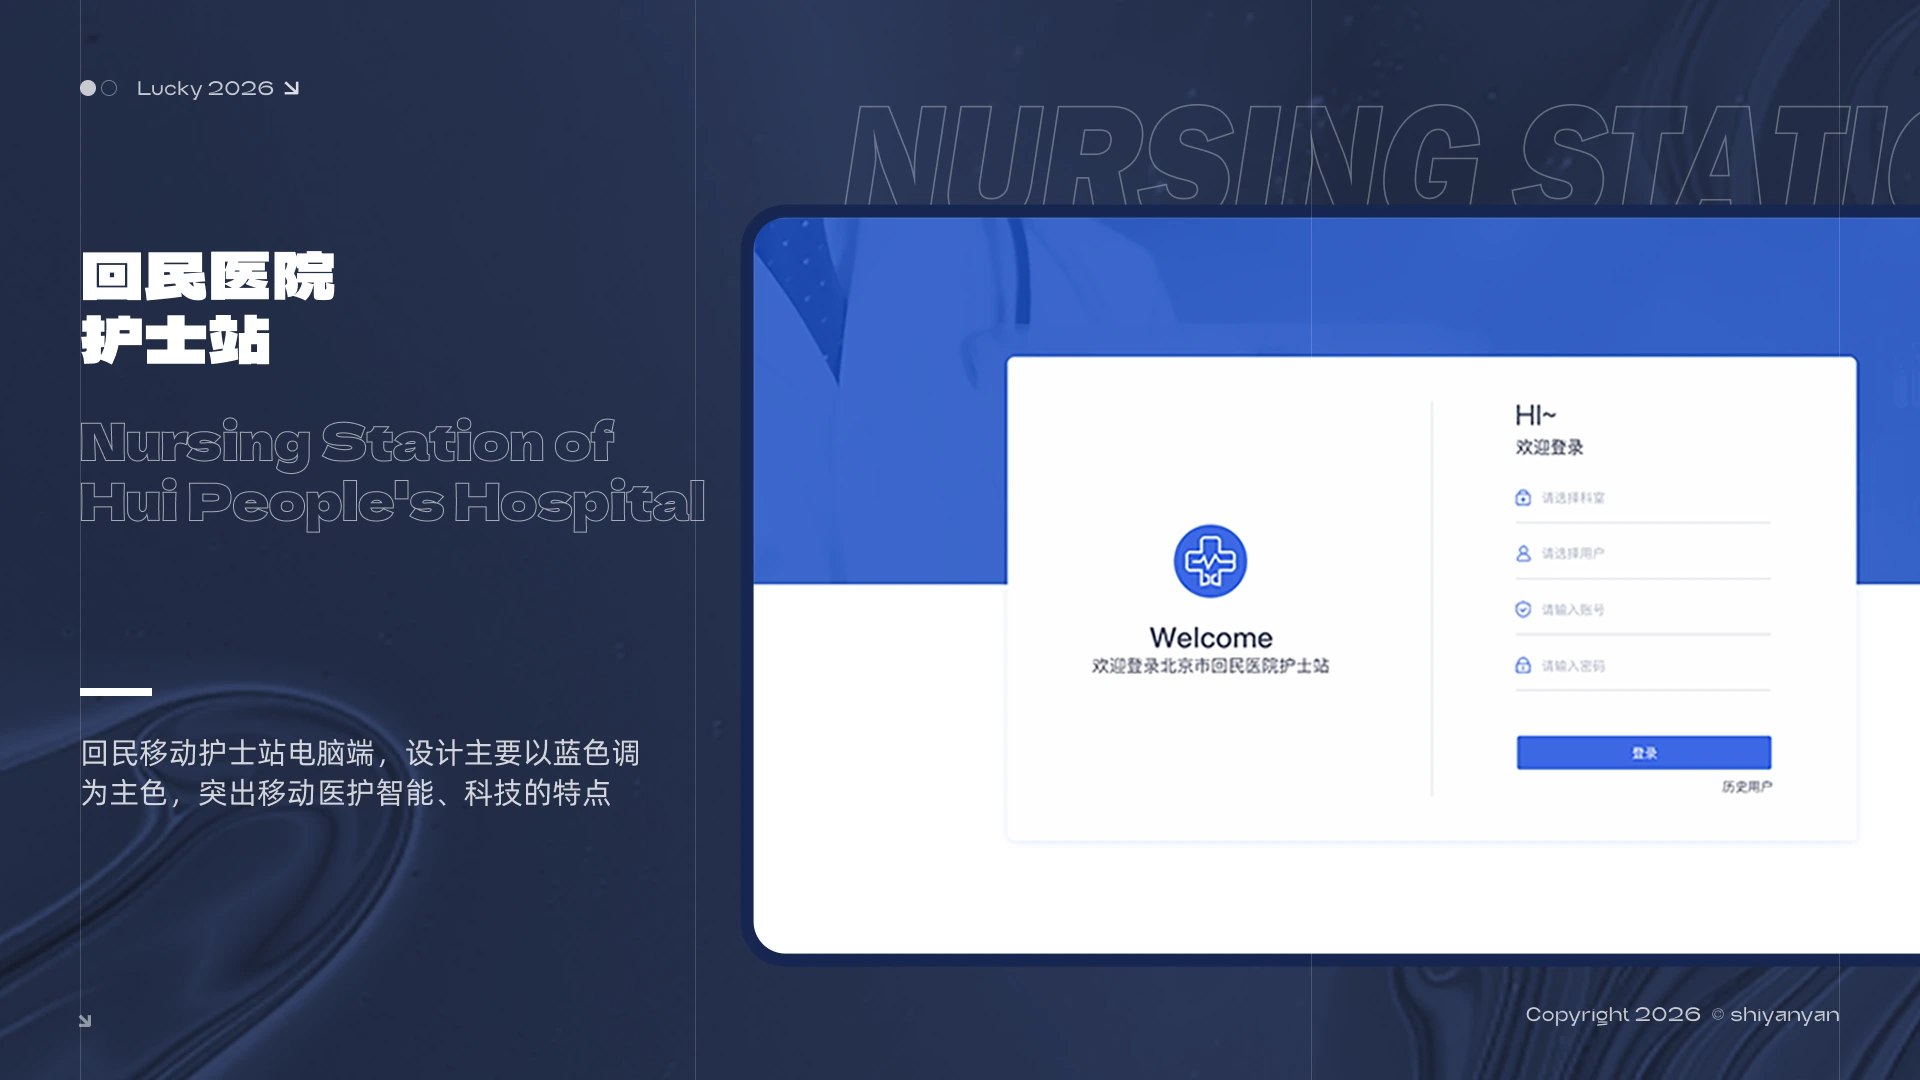 Lucky 2026
NURSING STATIO
回民医院
护士站
Nursing Station of
Hui People's Hospital
回民移动护士站电脑端，设计主要以蓝色调
为主色，突出移动医护智能、科技的特点
Welcome
欢迎登录北京市回民医院护士站
HI~
欢迎登录
请选择科室
请选择用户
请输入账号
请输入密码
登录
历史用户
Copyright 2026 © shiyanyan